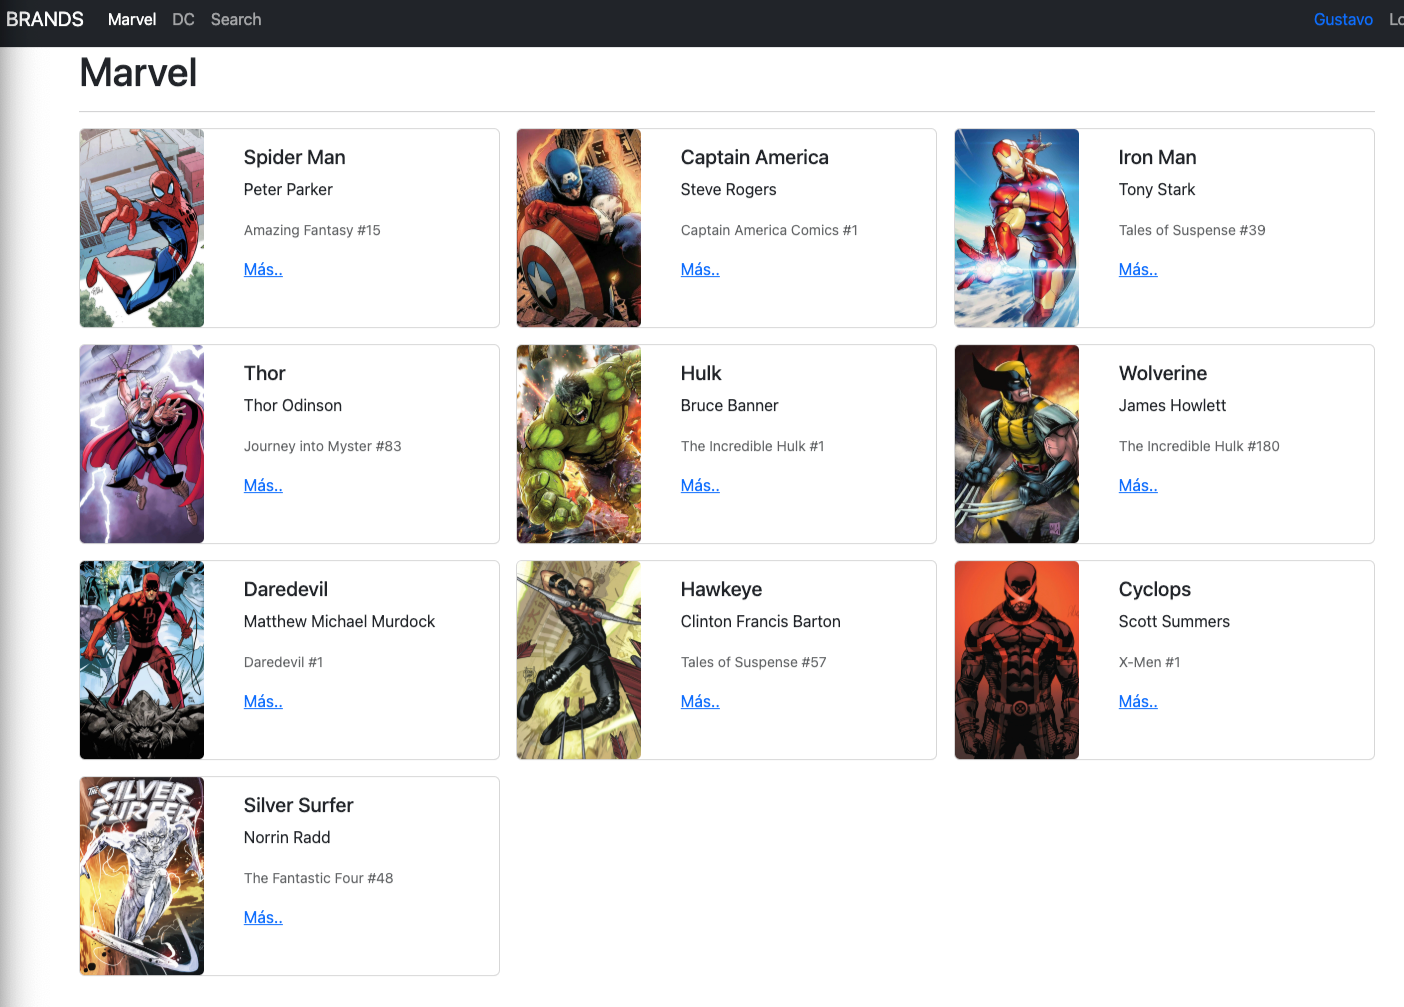 BRANDS Marvel DC Search Gustavo
Marvel
Spider Man
Peter Parker
Amazing Fantasy #15
Más..
Captain America
Steve Rogers
Captain America Comics #1
Más..
Iron Man
Tony Stark
Tales of Suspense #39
Más..
Thor
Thor Odinson
Journey into Myster #83
Más..
Hulk
Bruce Banner
The Incredible Hulk #1
Más..
Wolverine
James Howlett
The Incredible Hulk #180
Más..
Daredevil
Matthew Michael Murdock
Daredevil #1
Más..
Hawkeye
Clinton Francis Barton
Tales of Suspense #57
Más..
Cyclops
Scott Summers
X-Men #1
Más..
THE SILVER
SURFER
Silver Surfer
Norrin Radd
The Fantastic Four #48
Más..